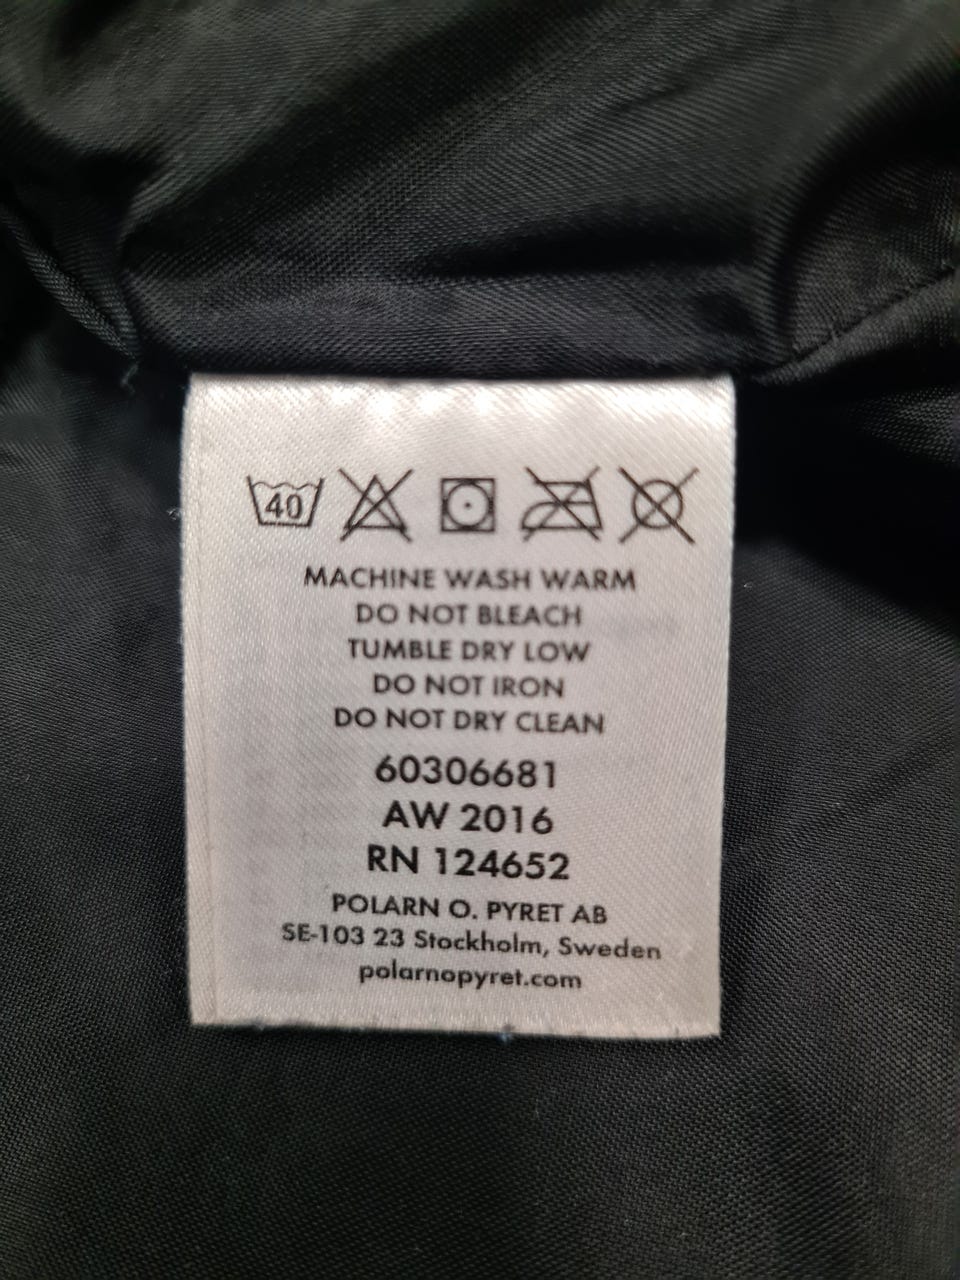 40
MACHINE WASH WARM
DO NOT BLEACH
TUMBLE DRY LOW
DO NOT IRON
DO NOT DRY CLEAN
60306681
AW 2016
RN 124652
POLARN O. PYRET AB
SE-103 23 Stockholm, Sweden
polarnopyret.com